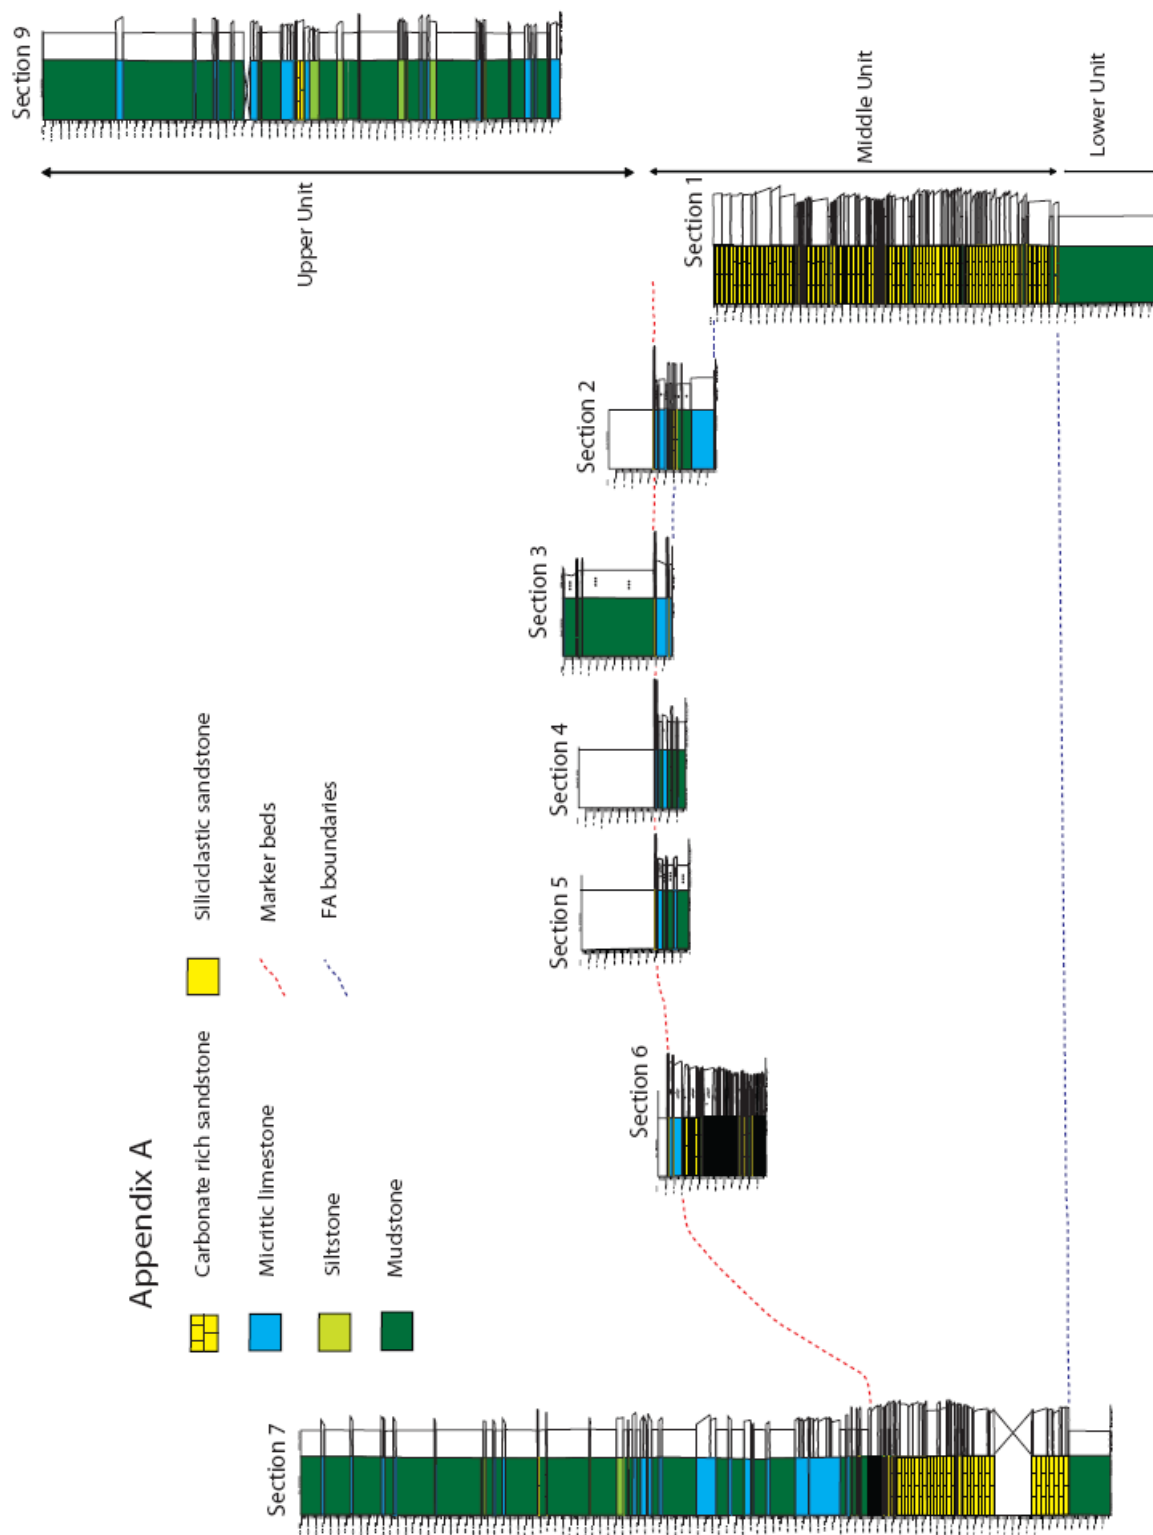 Appendix A
Carbonate rich sandstone
Siliciclastic sandstone
Micritic limestone
Marker beds
Siltstone
FA boundaries
Mudstone
Section 7
Section 6
Section 5
Section 4
Section 3
Section 2
Section 1
Section 9
Upper Unit
Middle Unit
Lower Unit